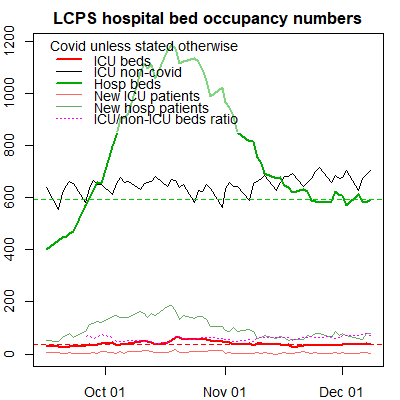 LCPS hospital bed occupancy numbers
Covid unless stated otherwise
ICU beds
ICU non-covid
Hosp beds
New ICU patients
New hosp patients
ICU/non-ICU beds ratio
1200
1000
800
600
400
200
0
Oct 01 Nov 01 Dec 01